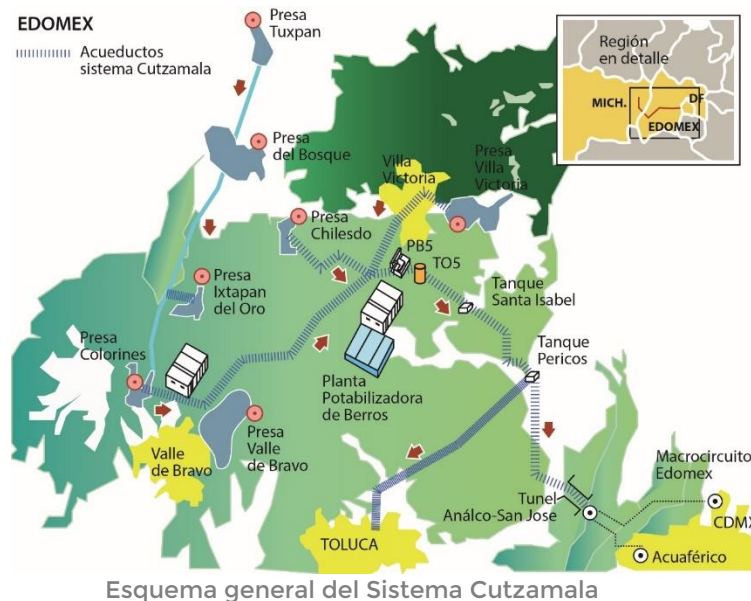 EDOMEX
Acueductos
sistema Cutzamala
Presa
Tuxpan
Región
en detalle
MICH.
DF
EDOMEX
Presa
del Bosque
Villa
Victoria
Presa
Villa
Victoria
Presa
Chilesdo
PB5
TO5
Presa
Ixtapan
del Oro
Tanque
Santa Isabel
Presa
Colorines
Tanque
Pericos
Planta
Potabilizadora
de Berros
Valle
de Bravo
Presa
Valle
de Bravo
Macrocircuito
Edomex
Tunel
Análco-San Jose
CDMX
TOLUCA
Acuaférico
Esquema general del Sistema Cutzamala